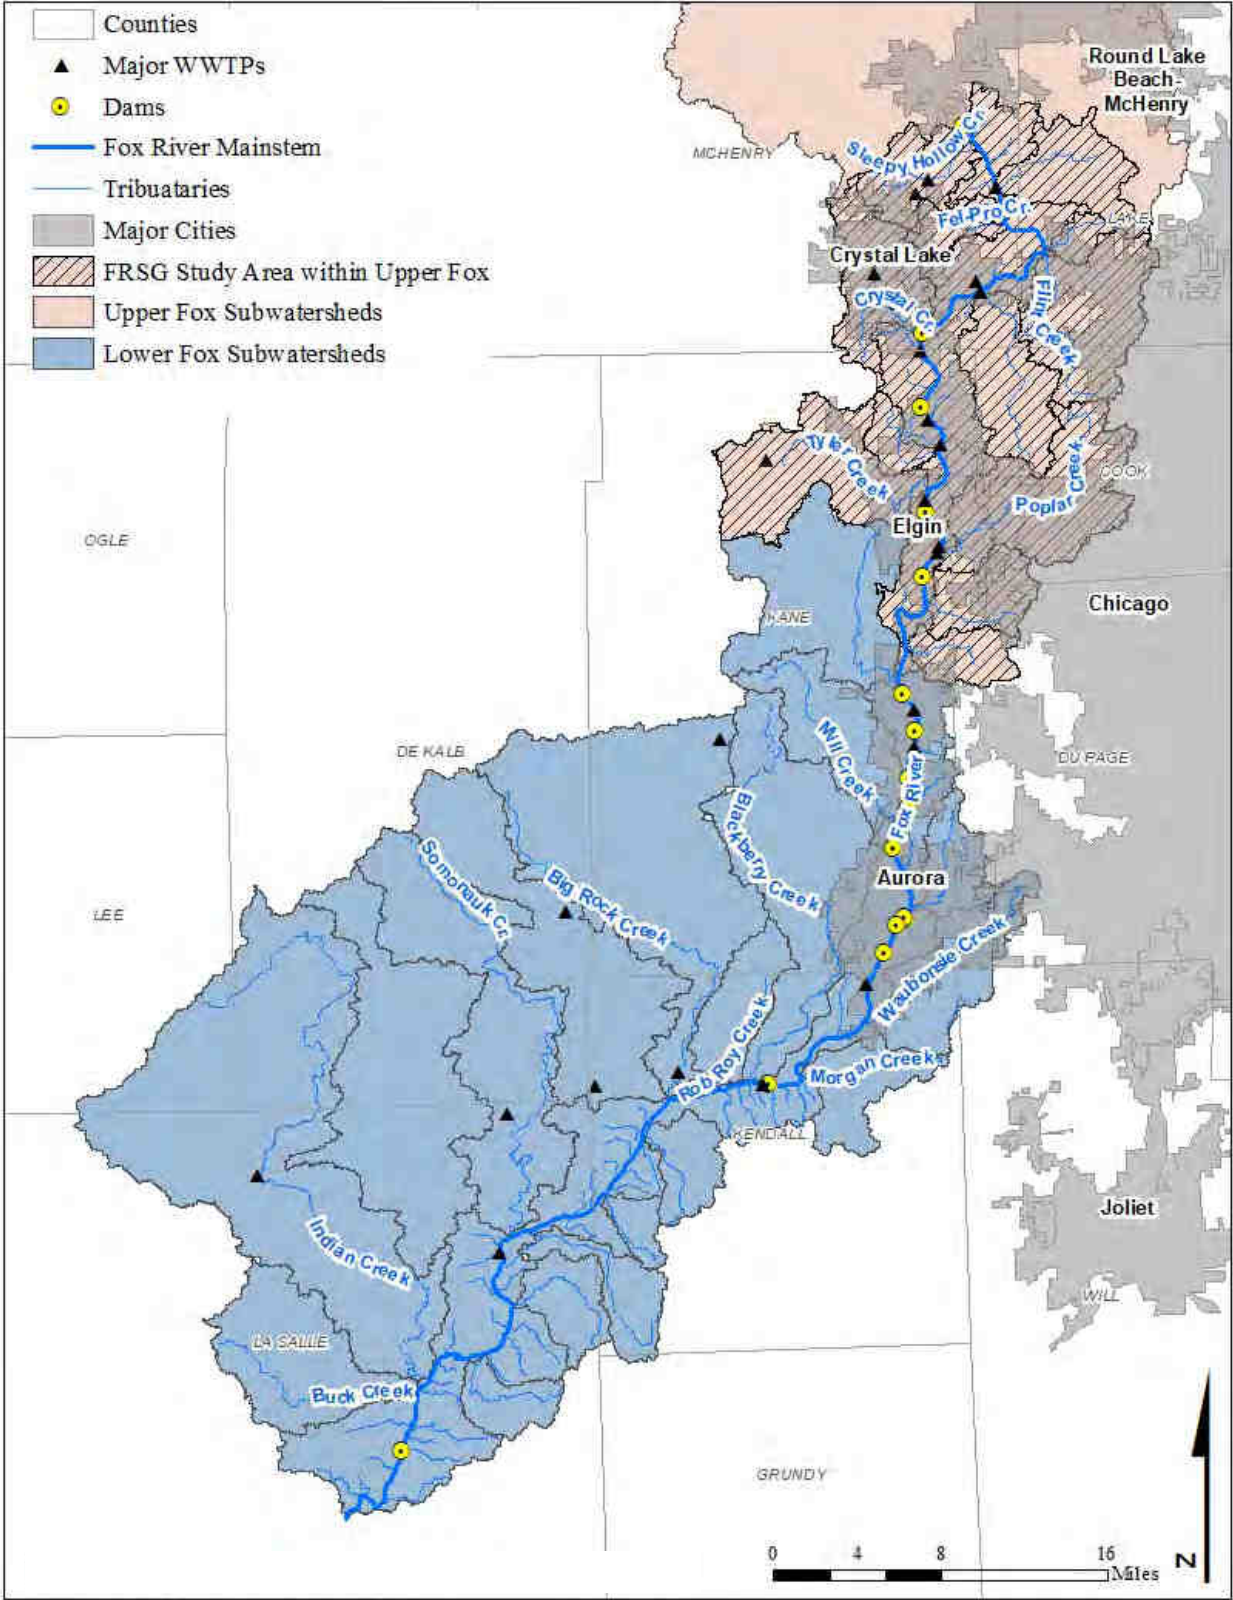 Counties
Major WWTPs
Dams
Fox River Mainstem
Tribuataries
Major Cities
FRSG Study Area within Upper Fox
Upper Fox Subwatersheds
Lower Fox Subwatersheds
Round Lake
Beach-
McHenry
MCHENRY
Sleepy Hollow Cr.
Fel-Pro Cr.
LAKE
Crystal Lake
Crystal Cr.
Flint Creek
Tyler Creek
Poplar Creek
COOK
Elgin
OGLE
Chicago
KANE
DE KALB
Mill Creek
DU PAGE
Fox River
Blackberry Creek
Somonauk Cr.
Big Rock Creek
Aurora
LEE
Waubonsie Creek
Rob Roy Creek
Morgan Creek
KENDALL
Joliet
Indian Creek
WILL
LA SALLE
Buck Creek
GRUNDY
0 4 8 16
Miles
N